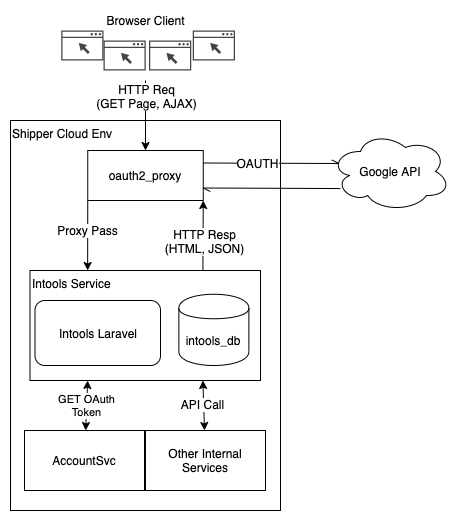 Browser Client
HTTP Req
(GET Page, AJAX)
Shipper Cloud Env
oauth2_proxy
OAUTH
Google API
Proxy Pass
HTTP Resp
(HTML, JSON)
Intools Service
Intools Laravel
intools_db
GET OAuth
Token
API Call
AccountSvc
Other Internal
Services